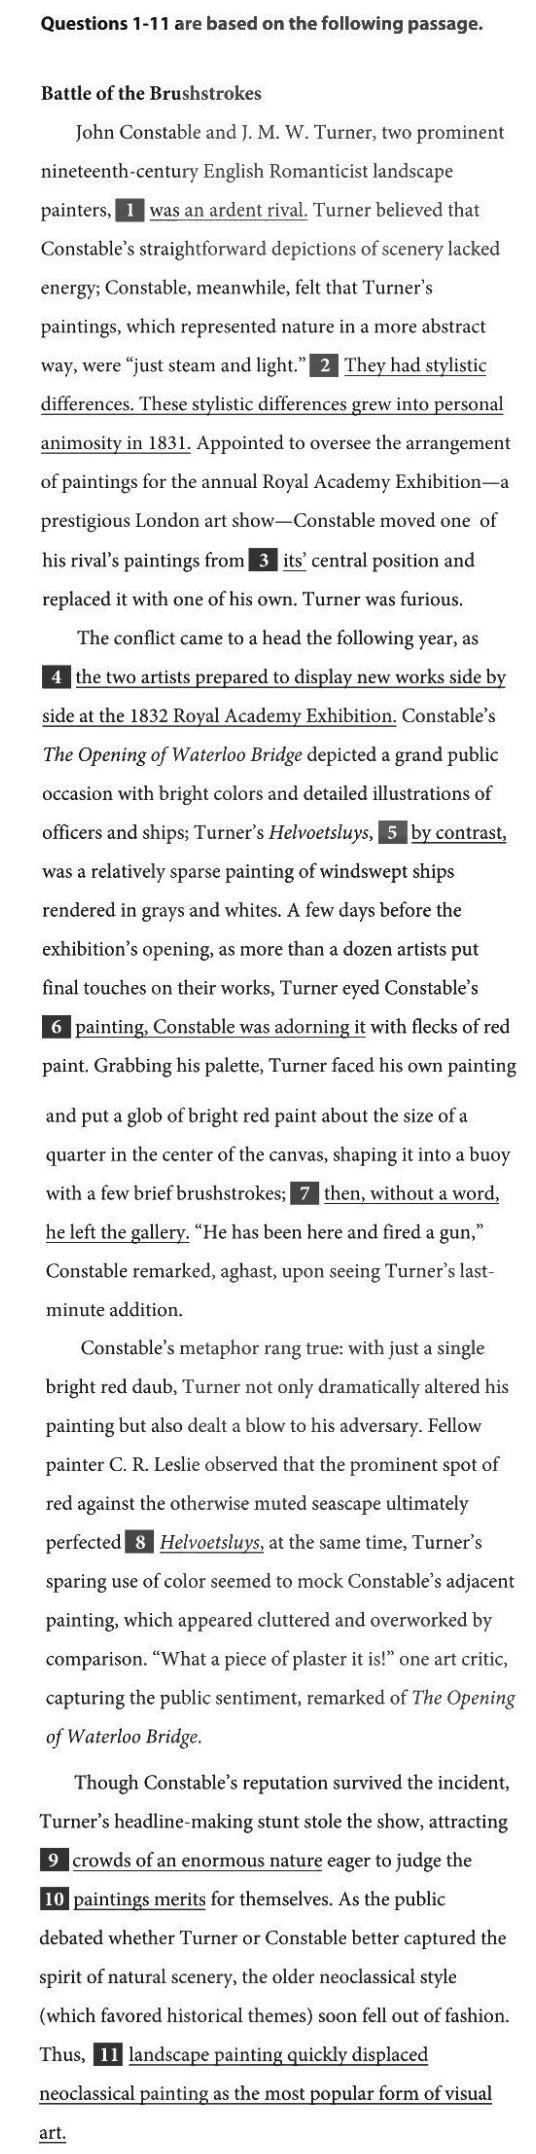 Questions 1-11 are based on the following passage.
Battle of the Brushstrokes
John Constable and J. M. W. Turner, two prominent
nineteenth-century English Romanticist landscape
painters, 1 was an ardent rival. Turner believed that
Constable's straightforward depictions of scenery lacked
energy; Constable, meanwhile, felt that Turner's
paintings, which represented nature in a more abstract
way, were “just steam and light.” 2 They had stylistic
differences. These stylistic differences grew into personal
animosity in 1831. Appointed to oversee the arrangement
of paintings for the annual Royal Academy Exhibition—a
prestigious London art show—Constable moved one of
his rival's paintings from 3 its' central position and
replaced it with one of his own. Turner was furious.
The conflict came to a head the following year, as
4 the two artists prepared to display new works side by
side at the 1832 Royal Academy Exhibition. Constable's
The Opening of Waterloo Bridge depicted a grand public
occasion with bright colors and detailed illustrations of
officers and ships; Turner's Helvoetsluys, 5 by contrast,
was a relatively sparse painting of windswept ships
rendered in grays and whites. A few days before the
exhibition's opening, as more than a dozen artists put
final touches on their works, Turner eyed Constable's
6 painting, Constable was adorning it with flecks of red
paint. Grabbing his palette, Turner faced his own painting
and put a glob of bright red paint about the size of a
quarter in the center of the canvas, shaping it into a buoy
with a few brief brushstrokes; 7 then, without a word,
he left the gallery. “He has been here and fired a gun,”
Constable remarked, aghast, upon seeing Turner's last-
minute addition.
Constable's metaphor rang true: with just a single
bright red daub, Turner not only dramatically altered his
painting but also dealt a blow to his adversary. Fellow
painter C. R. Leslie observed that the prominent spot of
red against the otherwise muted seascape ultimately
perfected 8 Helvoetsluys, at the same time, Turner's
sparing use of color seemed to mock Constable's adjacent
painting, which appeared cluttered and overworked by
comparison. “What a piece of plaster it is!” one art critic,
capturing the public sentiment, remarked of The Opening
of Waterloo Bridge.
Though Constable's reputation survived the incident,
Turner's headline-making stunt stole the show, attracting
9 crowds of an enormous nature eager to judge the
10 paintings merits for themselves. As the public
debated whether Turner or Constable better captured the
spirit of natural scenery, the older neoclassical style
(which favored historical themes) soon fell out of fashion.
Thus, 11 landscape painting quickly displaced
neoclassical painting as the most popular form of visual
art.